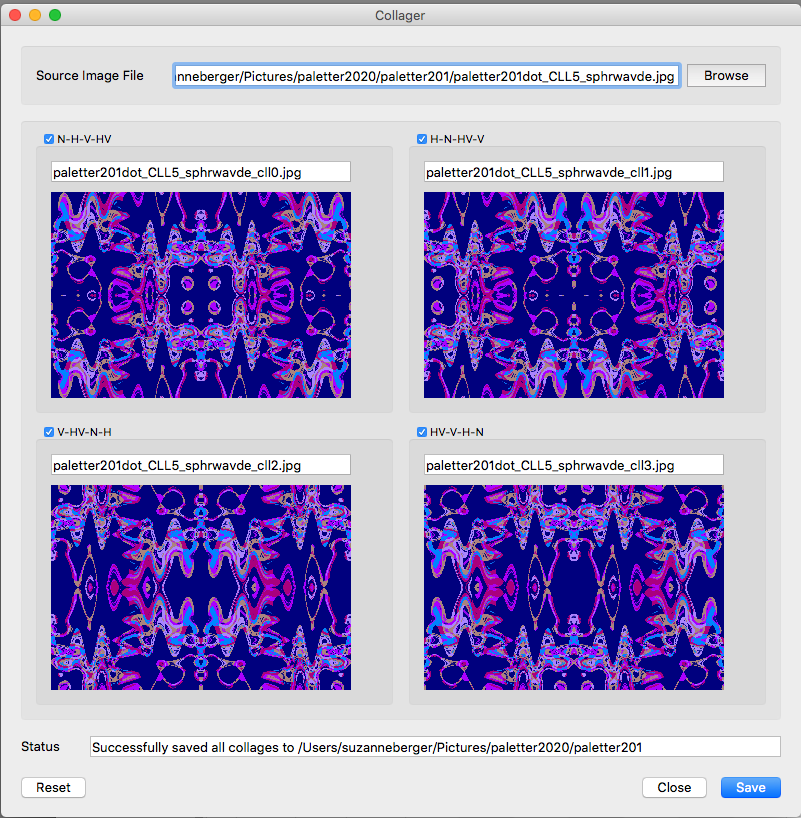 Collager
Source Image File
nneberger/Pictures/paletter2020/paletter201/paletter201dot_CLL5_sphrwavde.jpg
Browse
N-H-V-HV
H-N-HV-V
paletter201dot_CLL5_sphrwavde_cll0.jpg
paletter201dot_CLL5_sphrwavde_cll1.jpg
V-HV-N-H
HV-V-H-N
paletter201dot_CLL5_sphrwavde_cll2.jpg
paletter201dot_CLL5_sphrwavde_cll3.jpg
Status
Successfully saved all collages to /Users/suzanneberger/Pictures/paletter2020/paletter201
Reset
Close
Save